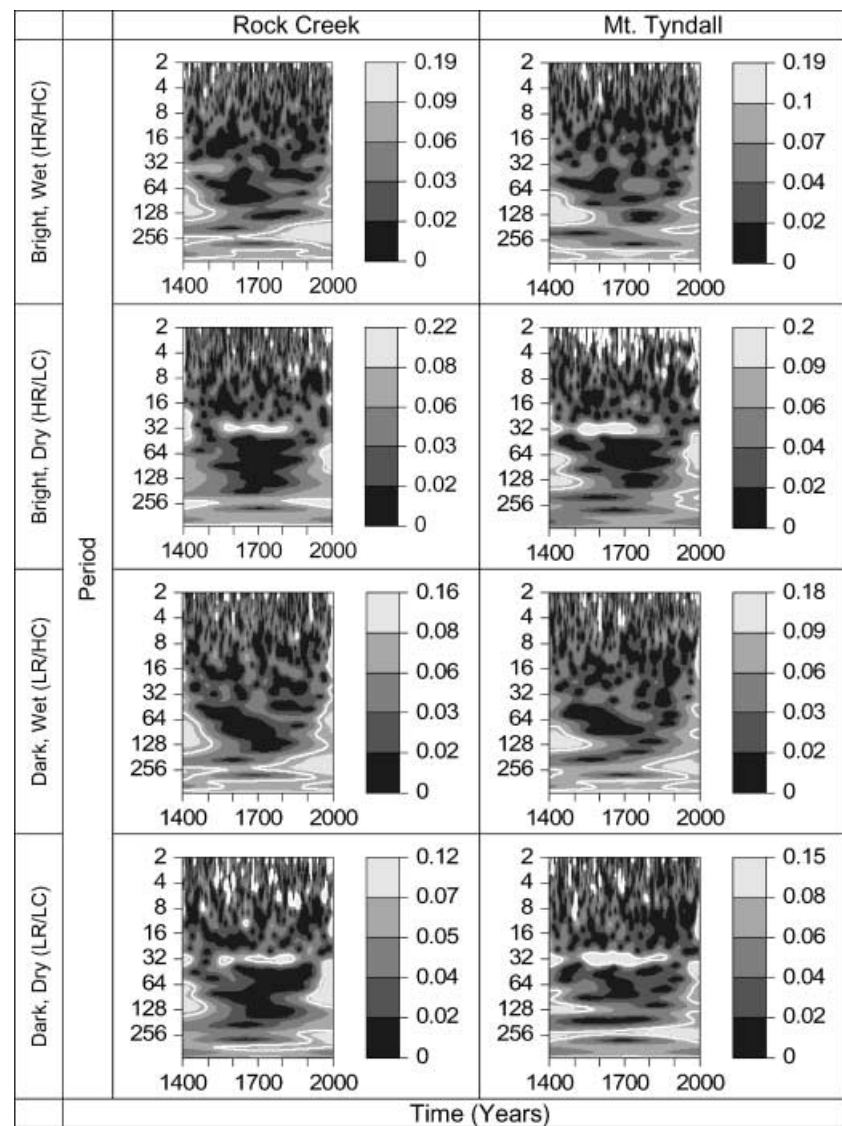 Rock Creek Mt. Tyndall
Period
Bright, Wet (HR/HC)
2 4 8 16 32 64 128 256
1400 1700 2000
0.19 0.09 0.06 0.03 0.02 0
2 4 8 16 32 64 128 256
1400 1700 2000
0.19 0.1 0.07 0.04 0.02 0
Bright, Dry (HR/LC)
2 4 8 16 32 64 128 256
1400 1700 2000
0.22 0.08 0.06 0.03 0.02 0
2 4 8 16 32 64 128 256
1400 1700 2000
0.2 0.09 0.06 0.03 0.02 0
Dark, Wet (LR/HC)
2 4 8 16 32 64 128 256
1400 1700 2000
0.16 0.08 0.06 0.03 0.02 0
2 4 8 16 32 64 128 256
1400 1700 2000
0.18 0.09 0.06 0.03 0.02 0
Dark, Dry (LR/LC)
2 4 8 16 32 64 128 256
1400 1700 2000
0.12 0.07 0.05 0.04 0.02 0
2 4 8 16 32 64 128 256
1400 1700 2000
0.15 0.08 0.06 0.04 0.02 0
Time (Years)